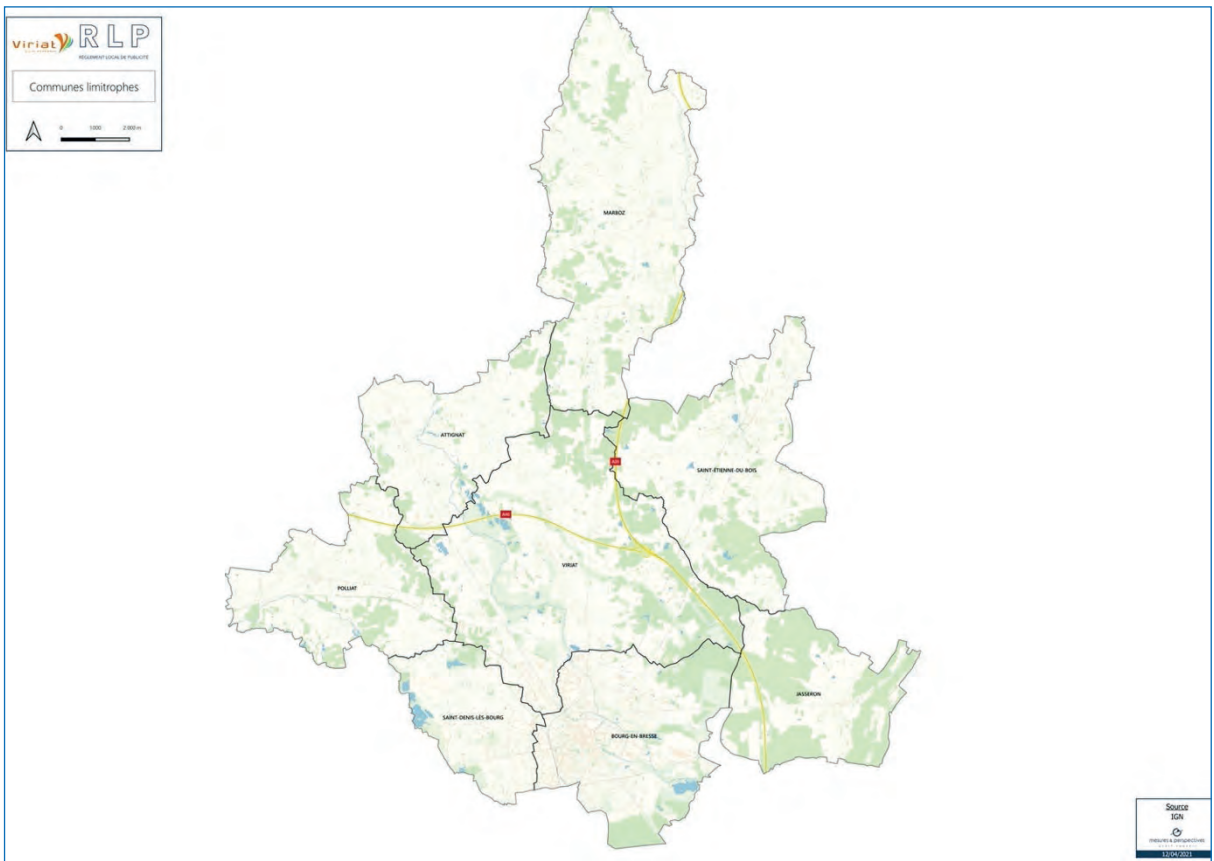 Viriat RLP
RÈGLEMENT LOCAL DE PUBLICITÉ
Communes limitrophes
0 1000 2 000 m
MARBOZ
ATTIGNAT
SAINT-ÉTIENNE-DU-BOIS
VIRIAT
POLLIAT
JASSERON
SAINT-DENIS-LÈS-BOURG
BOURG-EN-BRESSE
Source
IGN
mesures & perspectives
12/04/2021